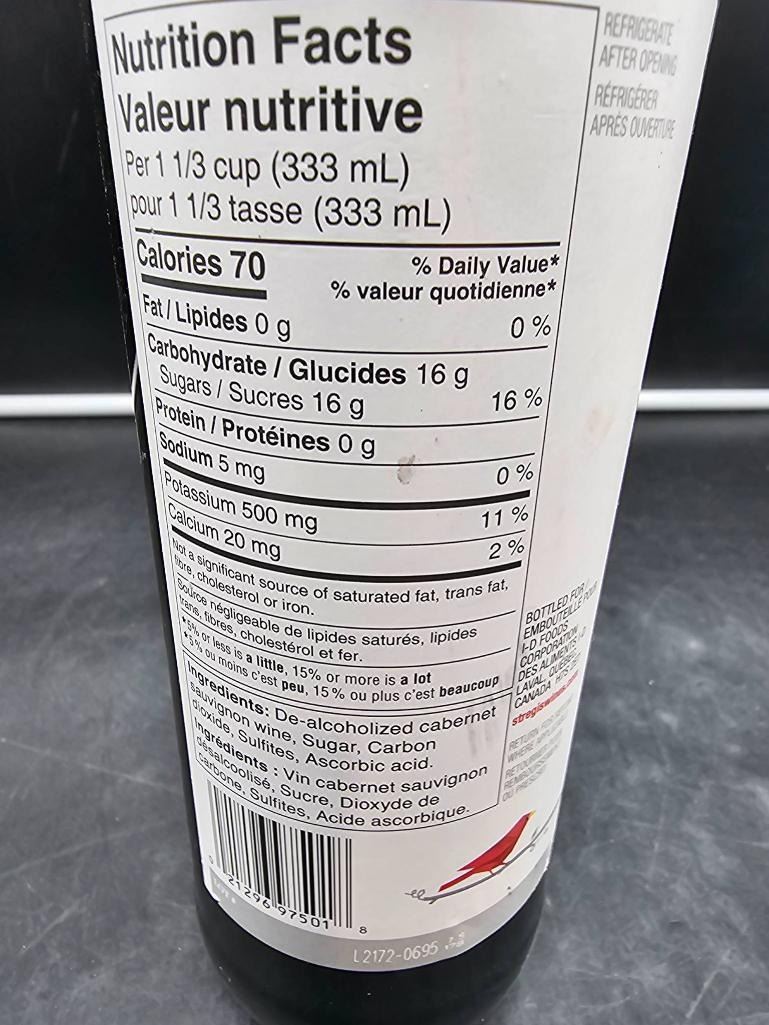 Nutrition Facts
Valeur nutritive
Per 1 1/3 cup (333 mL)
pour 1 1/3 tasse (333 mL)
Calories 70
% Daily Value*
% valeur quotidienne*
Fat / Lipides 0 g 0 %
Carbohydrate / Glucides 16 g
Sugars / Sucres 16 g 16 %
Protein / Protéines 0 g
Sodium 5 mg 0 %
Potassium 500 mg 11 %
Calcium 20 mg 2 %
Not a significant source of saturated fat, trans fat,
fibre, cholesterol or iron.
Source négligeable de lipides saturés, lipides
trans, fibres, cholestérol et fer.
*5% or less is a little, 15% or more is a lot
*5% ou moins c'est peu, 15% ou plus c'est beaucoup
Ingredients: De-alcoholized cabernet
sauvignon wine, Sugar, Carbon
dioxide, Sulfites, Ascorbic acid.
Ingrédients : Vin cabernet sauvignon
désalcoolisé, Sucre, Dioxyde de
carbone, Sulfites, Acide ascorbique.
REFRIGERATE
AFTER OPENING
RÉFRIGÉRER
APRÈS OUVERTURE
BOTTLED FOR /
EMBOUTEILLÉ POUR
I-D FOODS
CORPORATION
DES ALIMENTS I-D
LAVAL, QUÉBEC
CANADA
21296 97501 8
L2172-0695